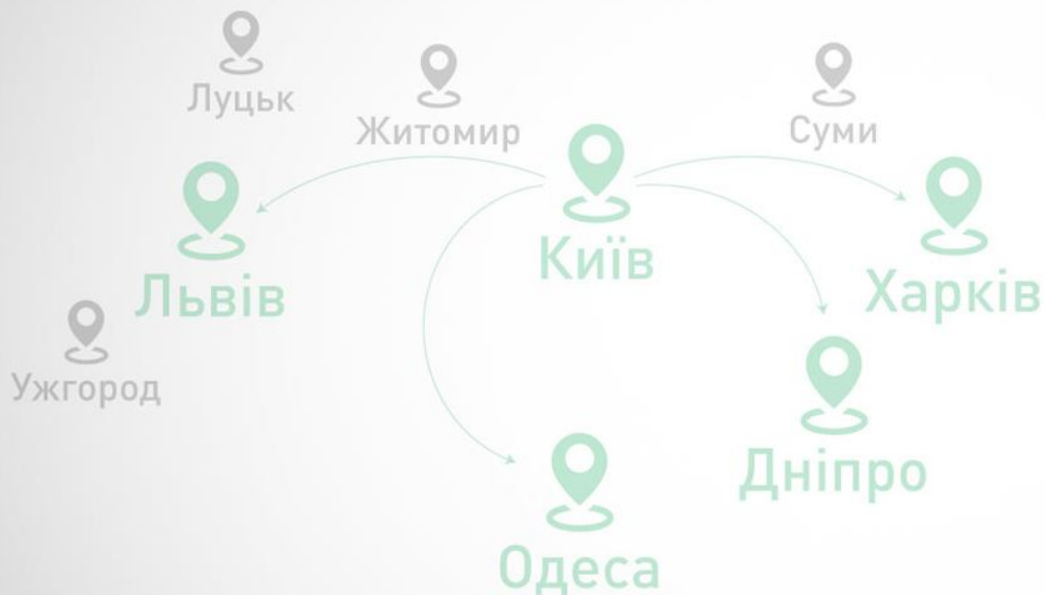 Луцьк
Житомир
Суми
Київ
Львів
Харків
Ужгород
Дніпро
Одеса